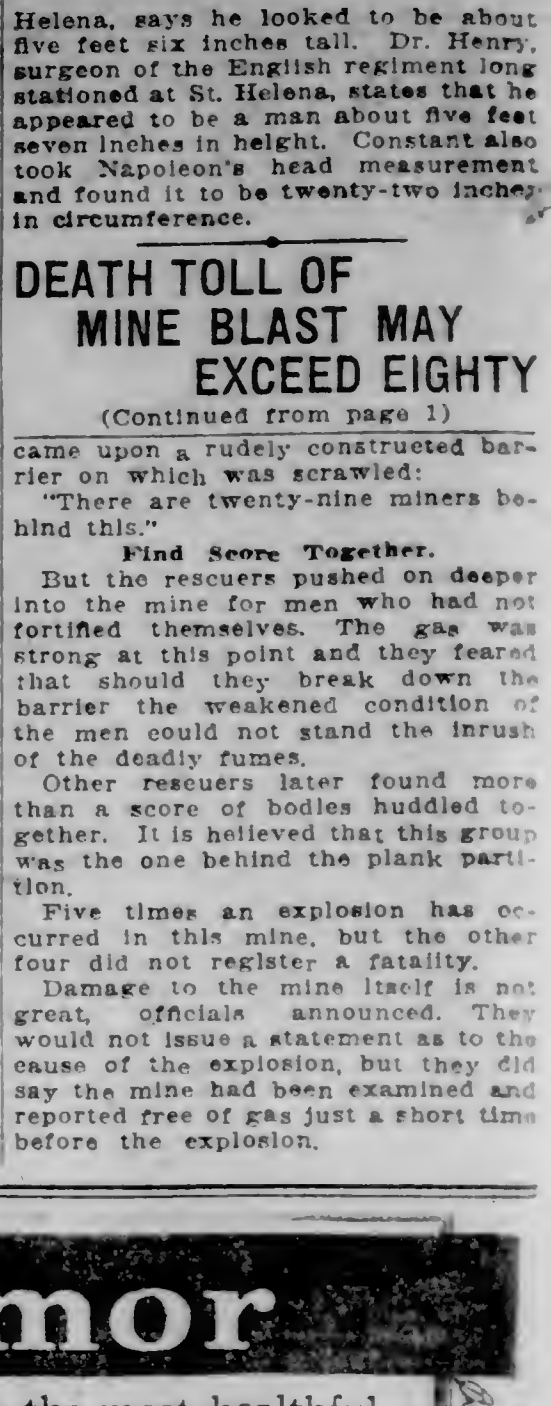 Helena, says he looked to be about
five feet six inches tall. Dr. Henry,
surgeon of the English regiment long
stationed at St. Helena, states that he
appeared to be a man about five feet
seven inches in height. Constant also
took Napoleon's head measurement
and found it to be twenty-two inches
in circumference.
DEATH TOLL OF
MINE BLAST MAY
EXCEED EIGHTY
(Continued from page 1)
came upon a rudely constructed bar-
rier on which was scrawled:
"There are twenty-nine miners be-
hind this."
Find Score Together.
But the rescuers pushed on deeper
into the mine for men who had not
fortified themselves. The gas was
strong at this point and they feared
that should they break down the
barrier the weakened condition of
the men could not stand the inrush
of the deadly fumes.
Other rescuers later found more
than a score of bodies huddled to-
gether. It is believed that this group
was the one behind the plank parti-
tion.
Five times an explosion has oc-
curred in this mine, but the other
four did not register a fatality.
Damage to the mine itself is not
great, officials announced. They
would not issue a statement as to the
cause of the explosion, but they did
say the mine had been examined and
reported free of gas just a short time
before the explosion.
mor
the most healthful